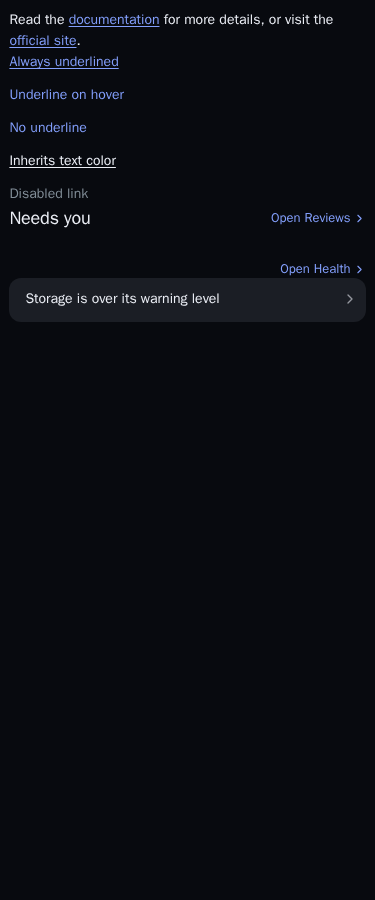 Read the documentation for more details, or visit the
official site.
Always underlined
Underline on hover
No underline
Inherits text color
Disabled link
Needs you
Open Reviews
Open Health
Storage is over its warning level